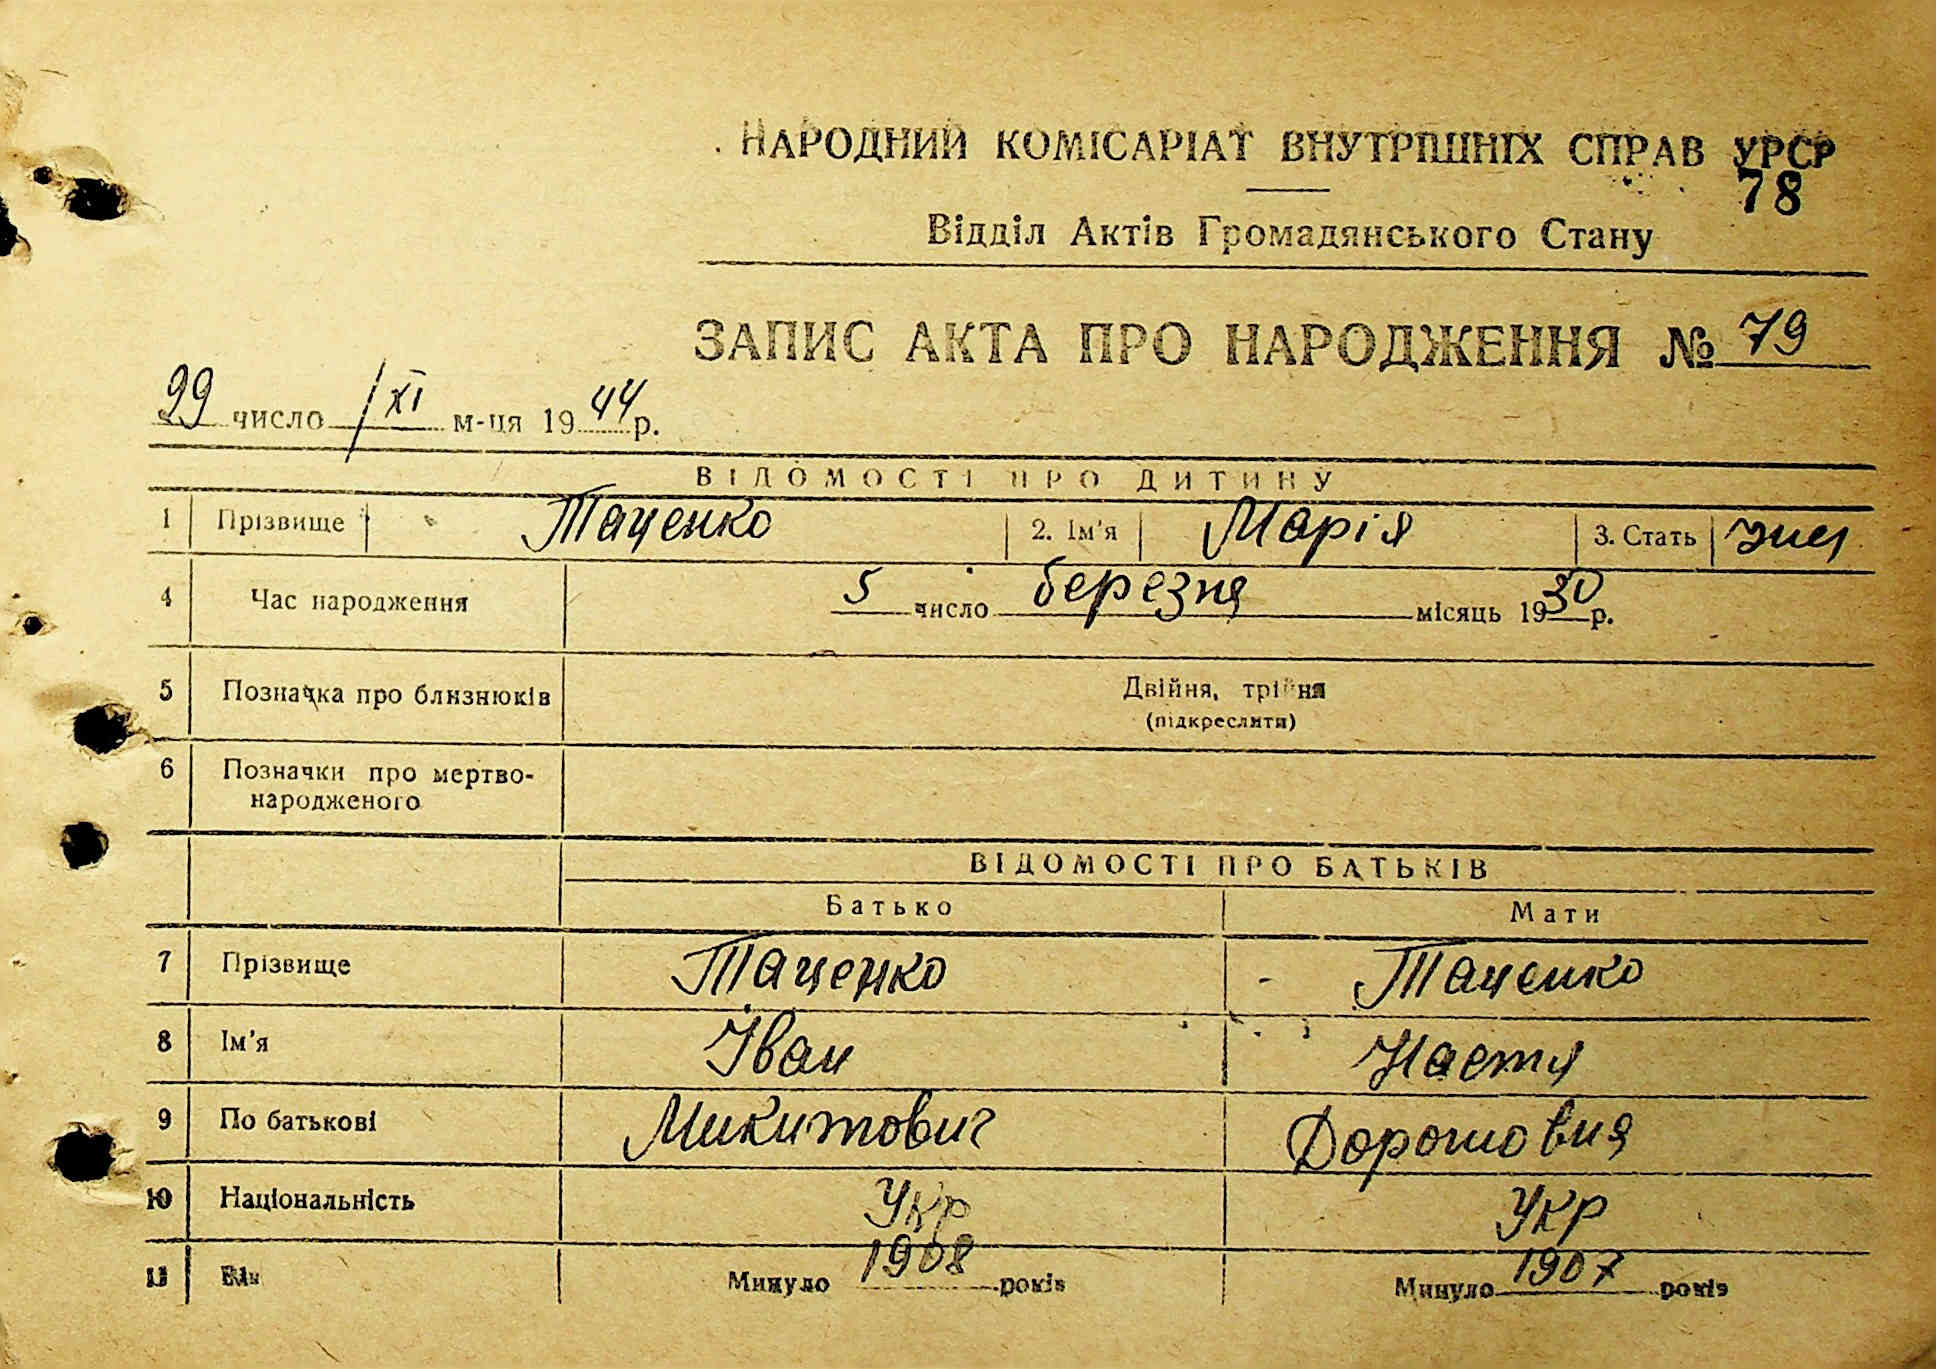 НАРОДНИЙ КОМІСАРІАТ ВНУТРІШНІХ СПРАВ УРСР
78
Відділ Актів Громадянського Стану
ЗАПИС АКТА ПРО НАРОДЖЕННЯ № 79
29 число XI м-ця 1944 р.
ВІДОМОСТІ ПРО ДИТИНУ
1 Прізвище Таценко 2. Ім'я Марія 3. Стать
4 Час народження 5 число березня місяць 1930 р.
5 Позначка про близнюків Двійня, трійня
(підкреслити)
6 Позначки про мертво-
народженого
ВІДОМОСТІ ПРО БАТЬКІВ
Батько Мати
7 Прізвище Таценко Таценко
8 Ім'я Іван Настя
9 По батькові Микитович Дорошовня
10 Національність Укр Укр
11 Вік Минуло 1908 років Минуло 1907 років